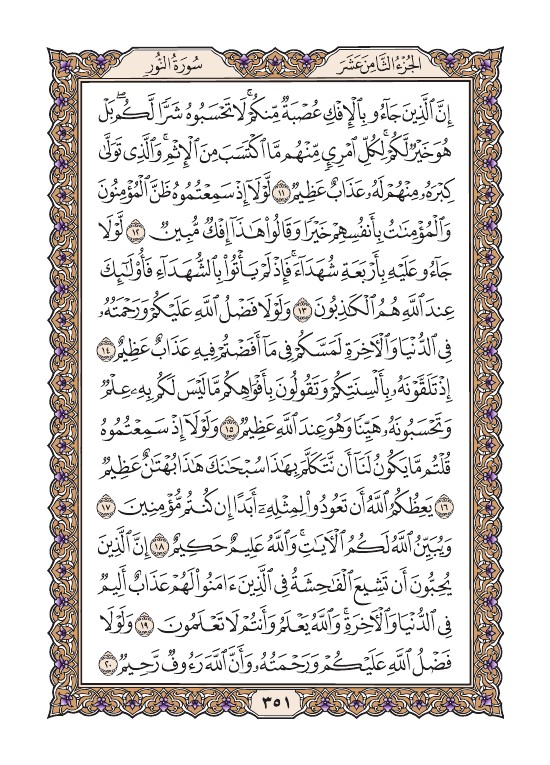 الجزء الثامن عشر
سورة النور
إِنَّ ٱلَّذِينَ جَآءُو بِٱلْإِفْكِ عُصْبَةٌ مِّنكُمْ ۚ لَا تَحْسَبُوهُ شَرًّا لَّكُم ۖ بَلْ
هُوَ خَيْرٌ لَّكُمْ ۚ لِكُلِّ ٱمْرِئٍ مِّنْهُم مَّا ٱكْتَسَبَ مِنَ ٱلْإِثْمِ ۚ وَٱلَّذِى تَوَلَّىٰ
كِبْرَهُۥ مِنْهُمْ لَهُۥ عَذَابٌ عَظِيمٌ ١١ لَّوْلَآ إِذْ سَمِعْتُمُوهُ ظَنَّ ٱلْمُؤْمِنُونَ
وَٱلْمُؤْمِنَٰتُ بِأَنفُسِهِمْ خَيْرًا وَقَالُوا۟ هَٰذَآ إِفْكٌ مُّبِينٌ ١٢ لَّوْلَا
جَآءُو عَلَيْهِ بِأَرْبَعَةِ شُهَدَآءَ ۚ فَإِذْ لَمْ يَأْتُوا۟ بِٱلشُّهَدَآءِ فَأُو۟لَٰٓئِكَ
عِندَ ٱللَّهِ هُمُ ٱلْكَٰذِبُونَ ١٣ وَلَوْلَا فَضْلُ ٱللَّهِ عَلَيْكُمْ وَرَحْمَتُهُۥ
فِى ٱلدُّنْيَا وَٱلْءَاخِرَةِ لَمَسَّكُمْ فِى مَآ أَفَضْتُمْ فِيهِ عَذَابٌ عَظِيمٌ ١٤
إِذْ تَلَقَّوْنَهُۥ بِأَلْسِنَتِكُمْ وَتَقُولُونَ بِأَفْوَاهِكُم مَّا لَيْسَ لَكُم بِهِۦ عِلْمٌ
وَتَحْسَبُونَهُۥ هَيِّنًا وَهُوَ عِندَ ٱللَّهِ عَظِيمٌ ١٥ وَلَوْلَآ إِذْ سَمِعْتُمُوهُ
قُلْتُم مَّا يَكُونُ لَنَآ أَن نَّتَكَلَّمَ بِهَٰذَا سُبْحَٰنَكَ هَٰذَا بُهْتَٰنٌ عَظِيمٌ
١٦ يَعِظُكُمُ ٱللَّهُ أَن تَعُودُوا۟ لِمِثْلِهِۦٓ أَبَدًا إِن كُنتُم مُّؤْمِنِينَ ١٧
وَيُبَيِّنُ ٱللَّهُ لَكُمُ ٱلْءَايَٰتِ ۚ وَٱللَّهُ عَلِيمٌ حَكِيمٌ ١٨ إِنَّ ٱلَّذِينَ
يُحِبُّونَ أَن تَشِيعَ ٱلْفَٰحِشَةُ فِى ٱلَّذِينَ ءَامَنُوا۟ لَهُمْ عَذَابٌ أَلِيمٌ
فِى ٱلدُّنْيَا وَٱلْءَاخِرَةِ ۚ وَٱللَّهُ يَعْلَمُ وَأَنتُمْ لَا تَعْلَمُونَ ١٩ وَلَوْلَا
فَضْلُ ٱللَّهِ عَلَيْكُمْ وَرَحْمَتُهُۥ وَأَنَّ ٱللَّهَ رَءُوفٌ رَّحِيمٌ ٢٠
٣٥١